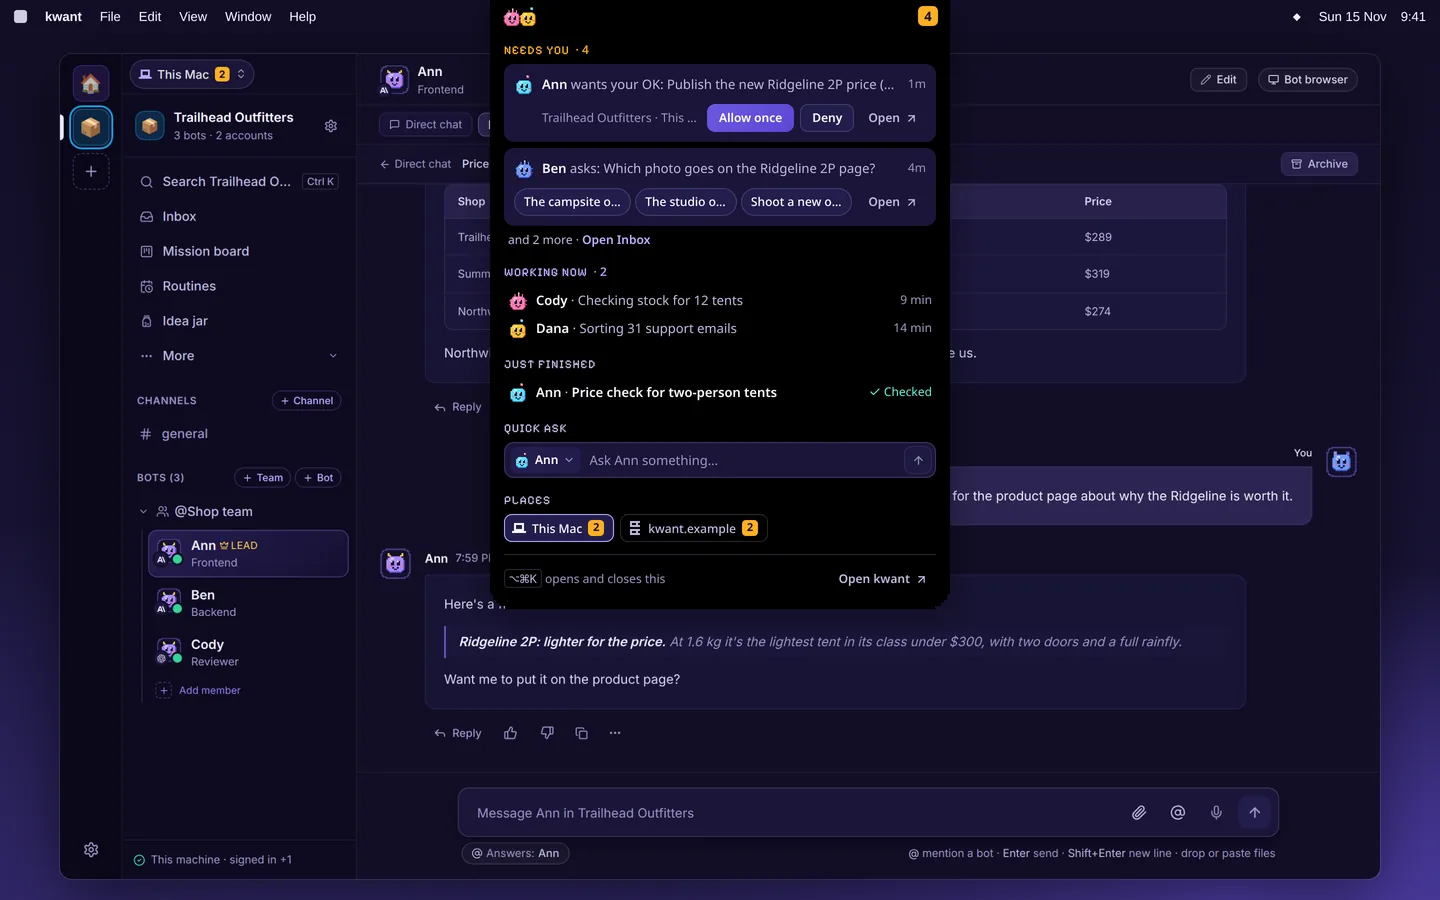 kwant File Edit View Window Help
Sun 15 Nov 9:41
4
NEEDS YOU · 4
Ann wants your OK: Publish the new Ridgeline 2P price (... 1m
Trailhead Outfitters · This ... Allow once Deny Open
Ben asks: Which photo goes on the Ridgeline 2P page? 4m
The campsite o... The studio o... Shoot a new o... Open
and 2 more · Open Inbox
WORKING NOW · 2
Cody · Checking stock for 12 tents 9 min
Dana · Sorting 31 support emails 14 min
JUST FINISHED
Ann · Price check for two-person tents Checked
QUICK ASK
Ann Ask Ann something...
PLACES
This Mac 2 kwant.example 2
⌥⌘K opens and closes this Open kwant
This Mac 2
Trailhead Outfitters
3 bots · 2 accounts
Search Trailhead O... Ctrl K
Inbox
Mission board
Routines
Idea jar
More
CHANNELS + Channel
# general
BOTS (3) + Team + Bot
@Shop team
Ann LEAD
Frontend
Ben
Backend
Cody
Reviewer
+ Add member
This machine · signed in +1
Ann
Frontend
Edit Bot browser
Direct chat
Direct chat Price
Archive
Shop Price
Trailhe $289
Summ $319
Northw $274
Northw e us.
Reply
You
for the product page about why the Ridgeline is worth it.
Ann 7:59 P
Here's a
Ridgeline 2P: lighter for the price. At 1.6 kg it's the lightest tent in its class under $300, with two doors and a full rainfly.
Want me to put it on the product page?
Reply
Message Ann in Trailhead Outfitters
@ Answers: Ann
@ mention a bot · Enter send · Shift+Enter new line · drop or paste files